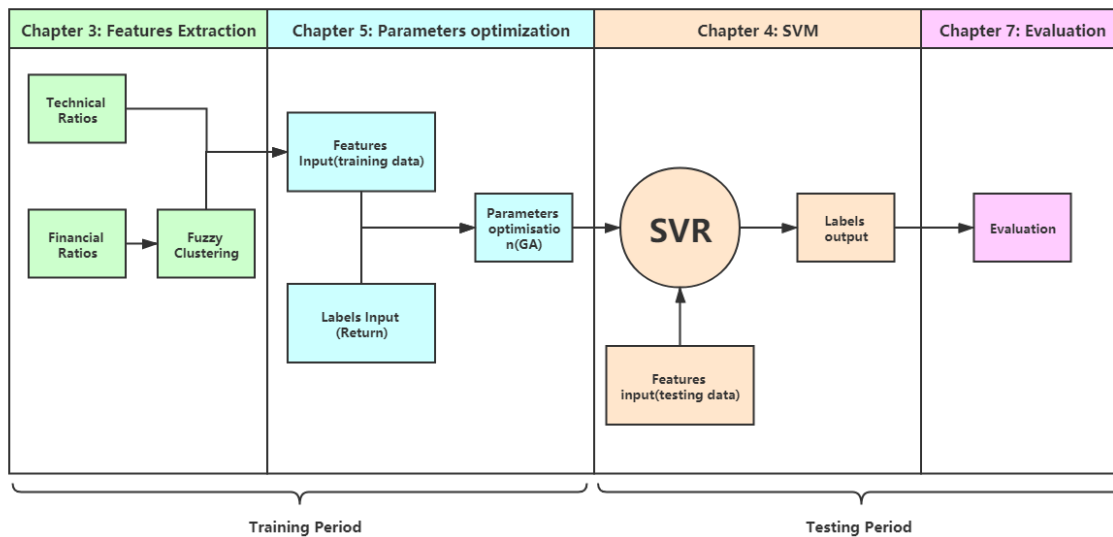 Chapter 3: Features Extraction
Chapter 5: Parameters optimization
Chapter 4: SVM
Chapter 7: Evaluation
Technical
Ratios
Financial
Ratios
Fuzzy
Clustering
Features
Input(training data)
Labels Input
(Return)
Parameters
optimisatio
n(GA)
SVR
Features
input(testing data)
Labels
output
Evaluation
Training Period
Testing Period